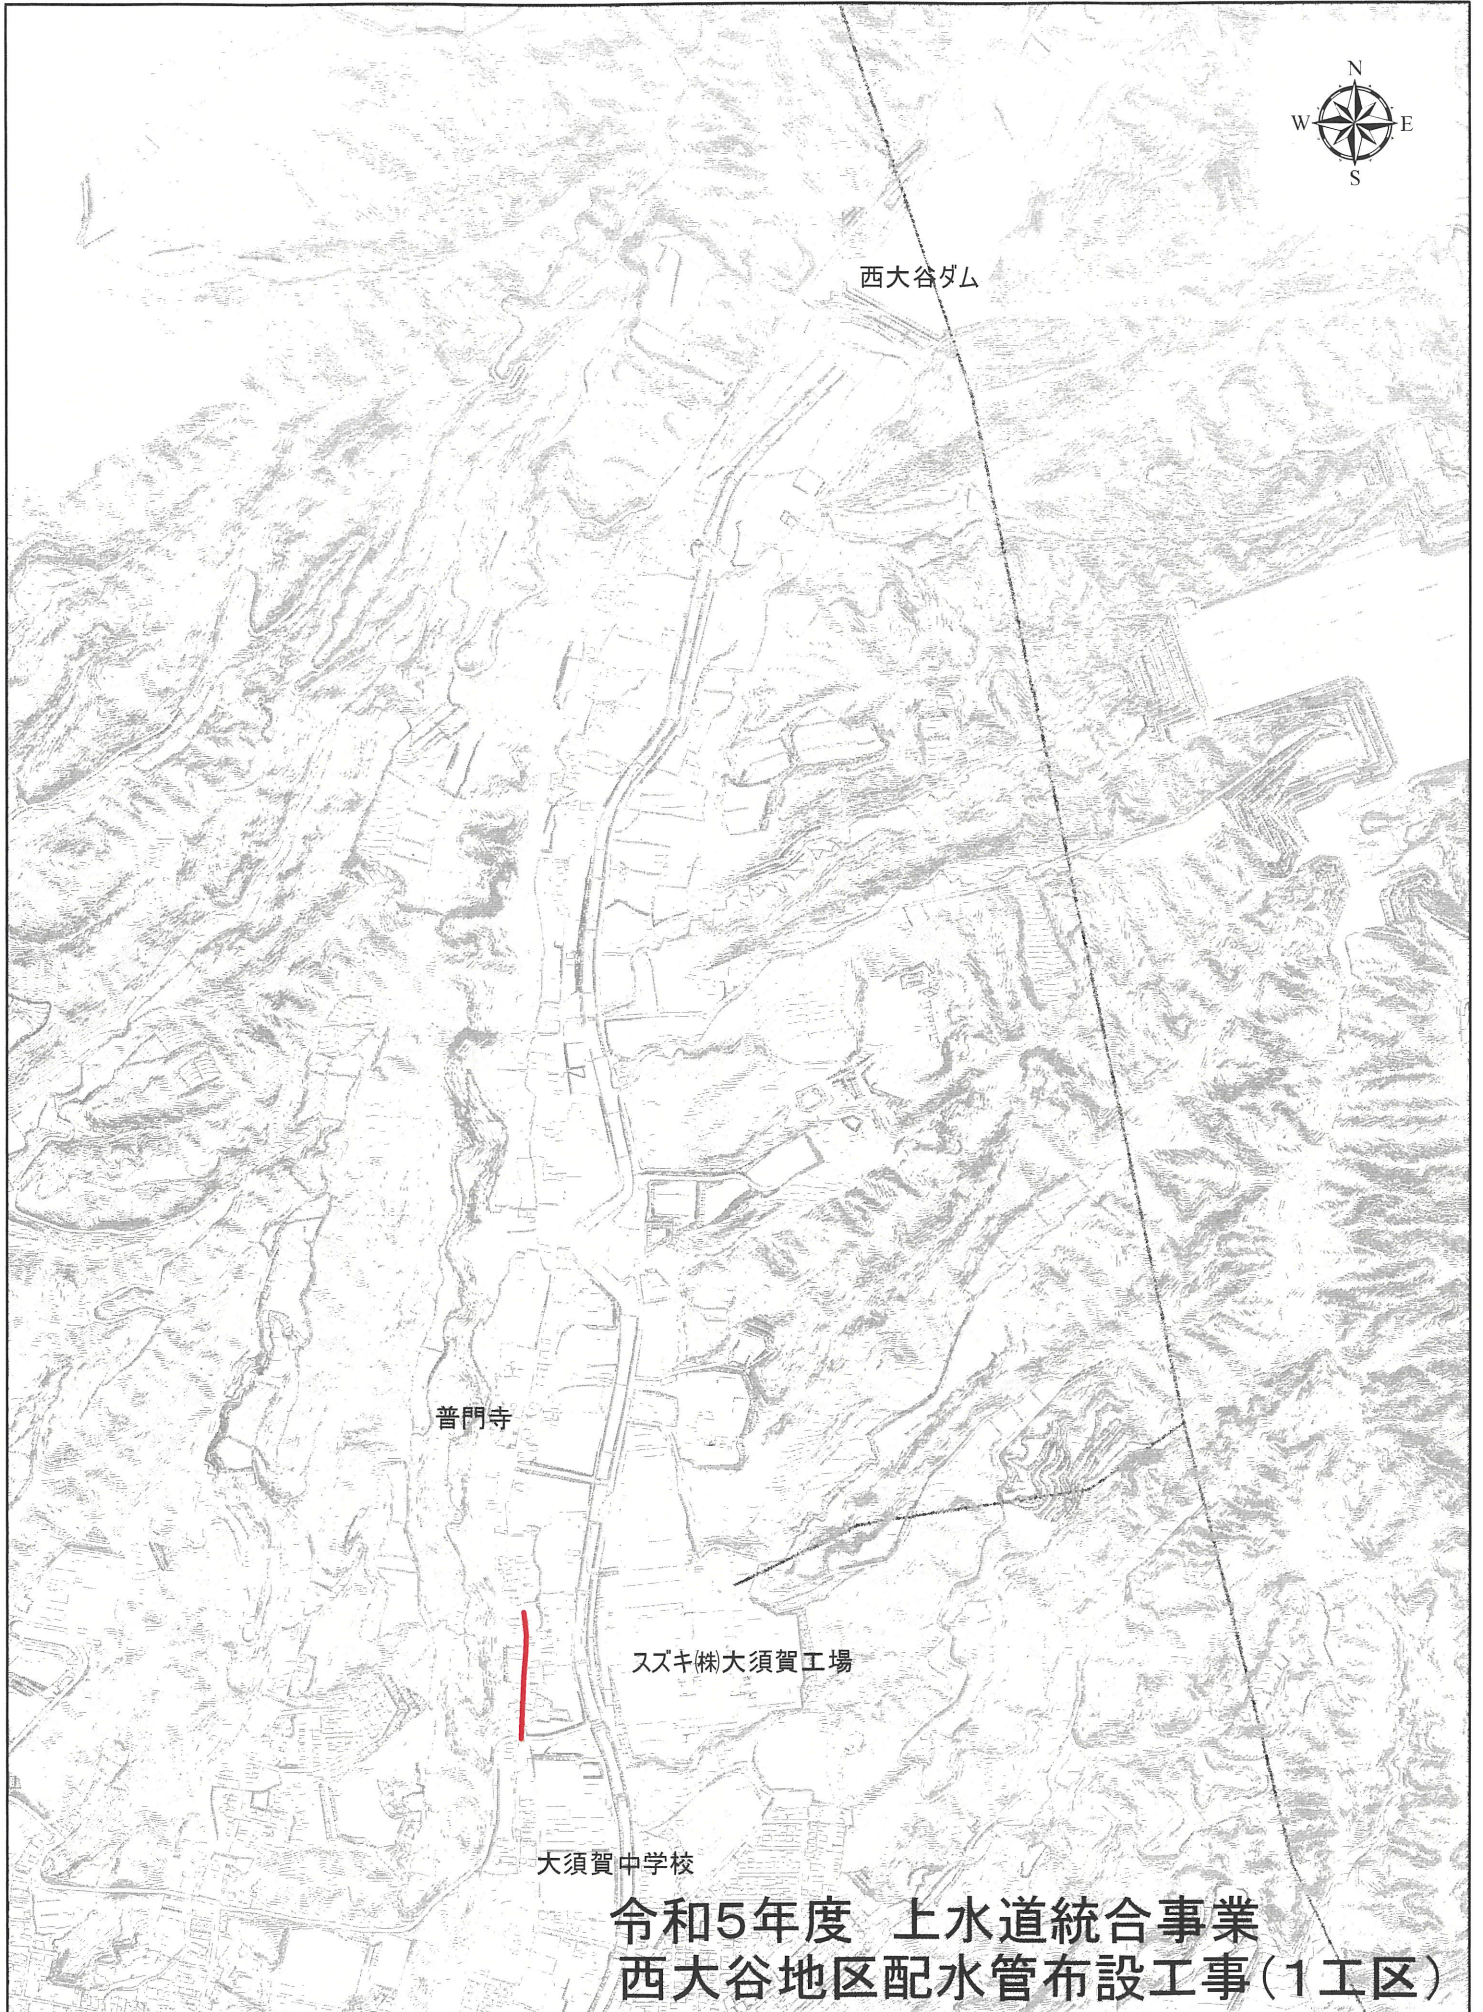 N
W E
S
西大谷ダム
普門寺
スズキ㈱大須賀工場
大須賀中学校
令和5年度 上水道統合事業
西大谷地区配水管布設工事(1工区)